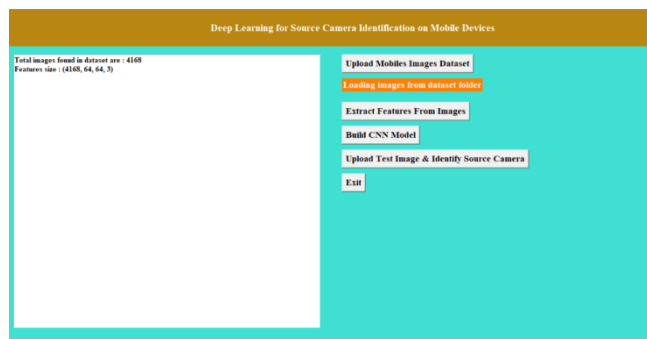 Deep Learning for Source Camera Identification on Mobile Devices
Total images found in dataset are : 4168
Features size : (4168, 64, 64, 3)
Upload Mobiles Images Dataset
Loading images from dataset folder
Extract Features From Images
Build CNN Model
Upload Test Image & Identify Source Camera
Exit